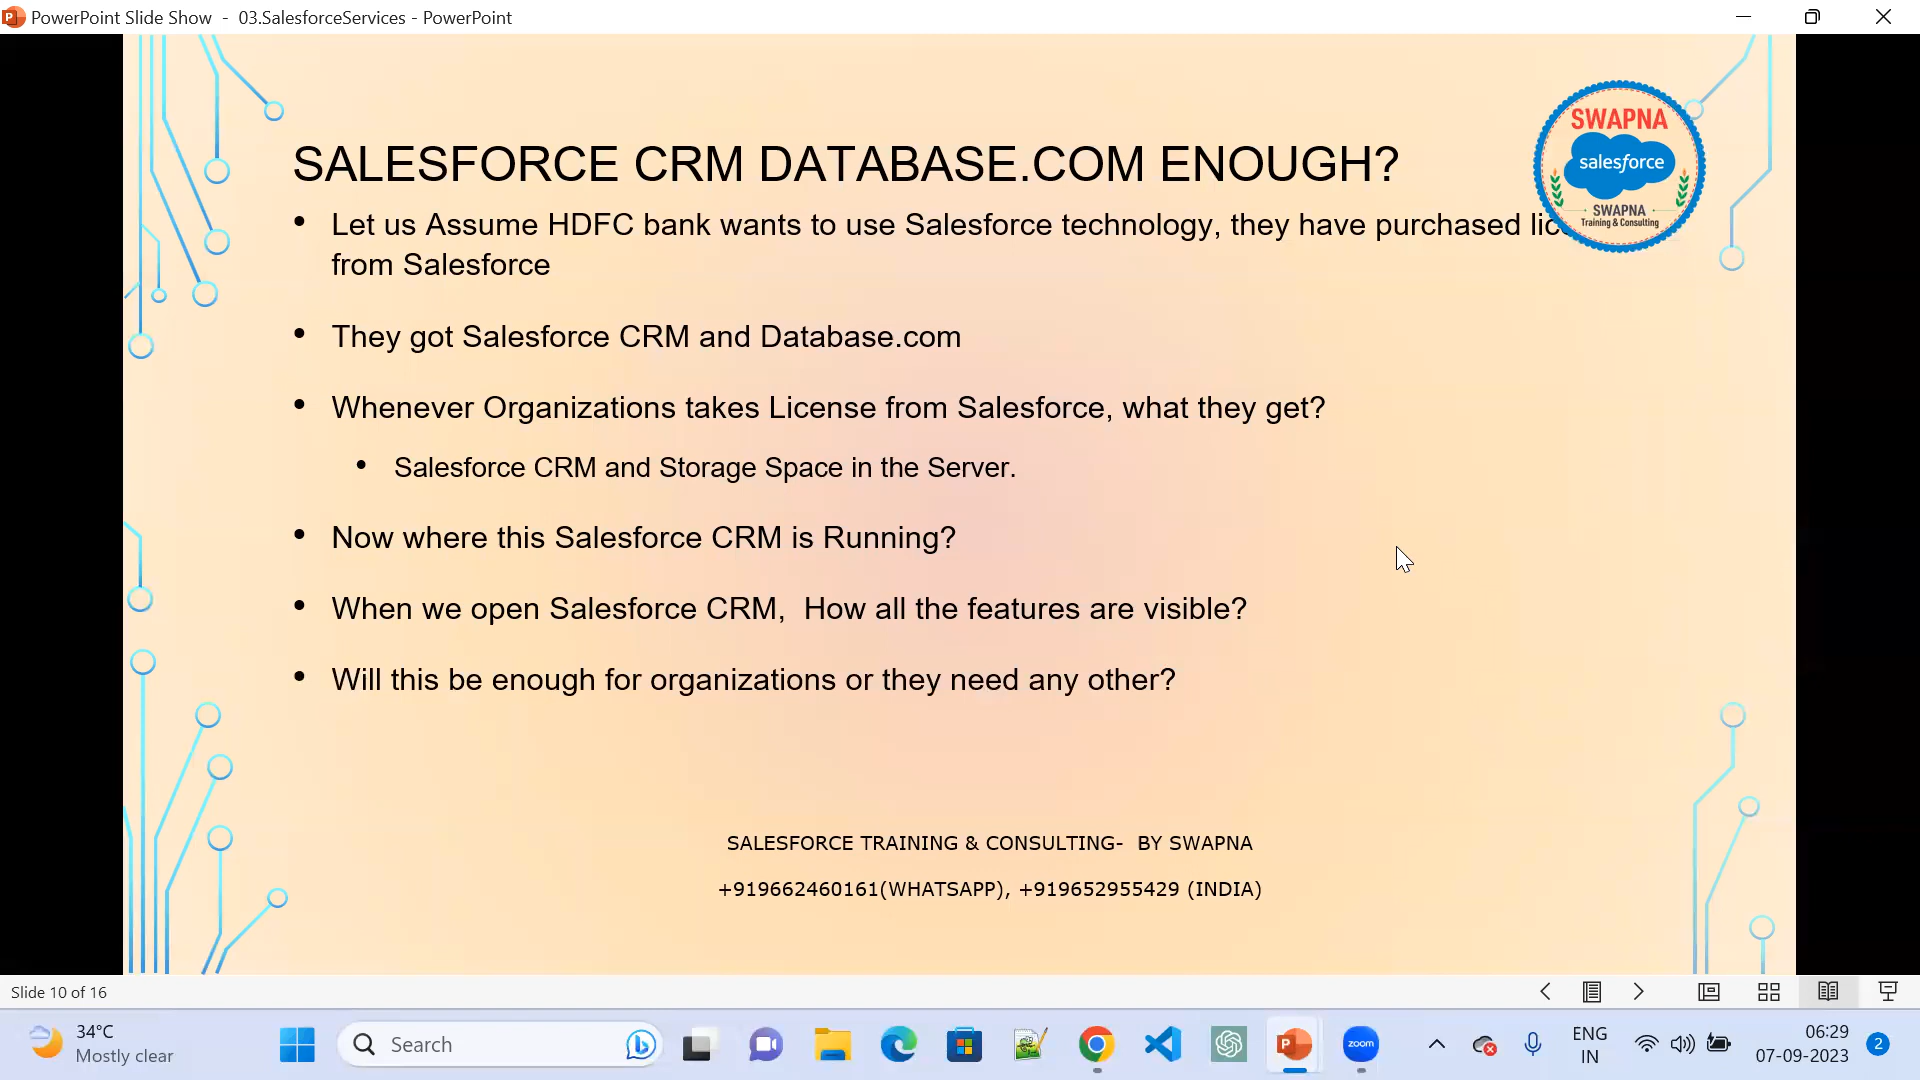 PowerPoint Slide Show - 03.SalesforceServices - PowerPoint
SWAPNA
salesforce
SWAPNA
Training & Consulting
SALESFORCE CRM DATABASE.COM ENOUGH?
• Let us Assume HDFC bank wants to use Salesforce technology, they have purchased
from Salesforce
• They got Salesforce CRM and Database.com
• Whenever Organizations takes License from Salesforce, what they get?
• Salesforce CRM and Storage Space in the Server.
• Now where this Salesforce CRM is Running?
• When we open Salesforce CRM,  How all the features are visible?
• Will this be enough for organizations or they need any other?
SALESFORCE TRAINING & CONSULTING-  BY SWAPNA
+919662460161(WHATSAPP), +919652955429 (INDIA)
Slide 10 of 16
34°C
Mostly clear
Search
zoom
ENG
IN
06:29
07-09-2023
2